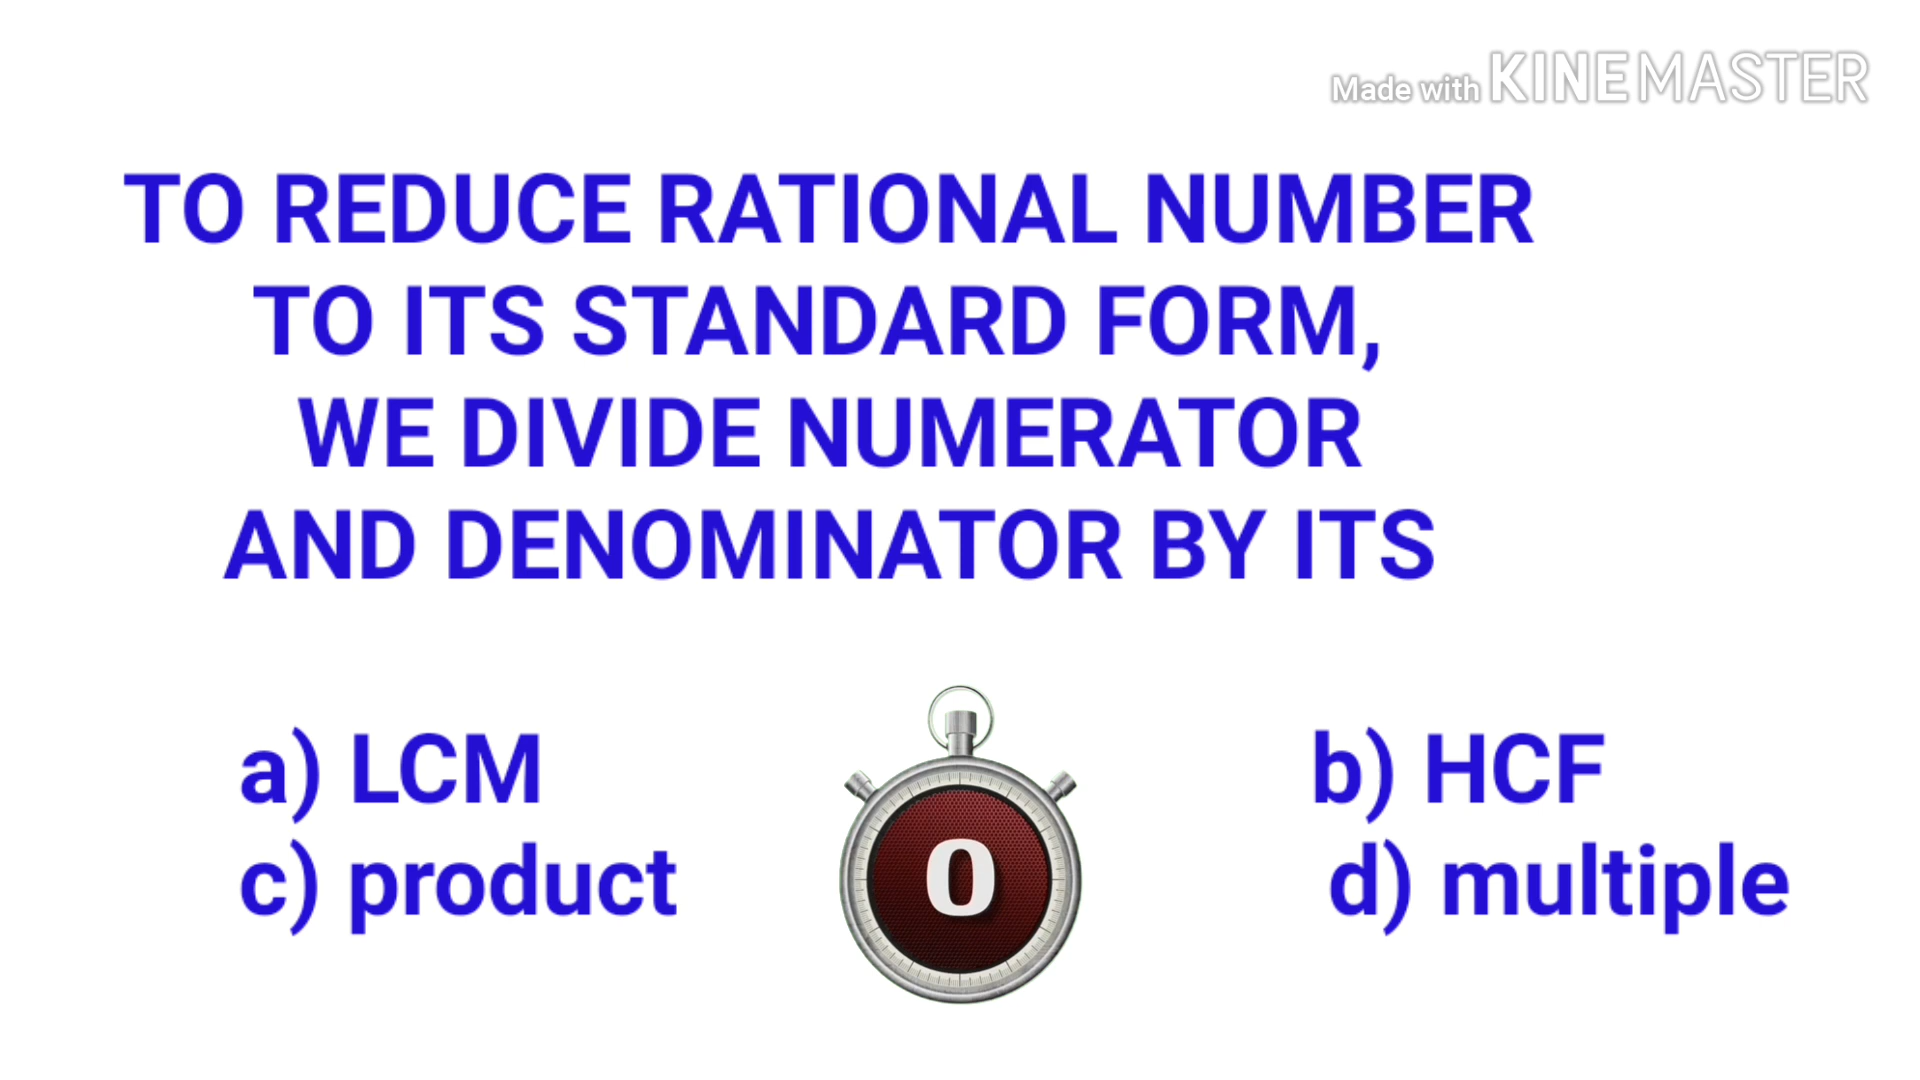 Made with KINEMASTER
TO REDUCE RATIONAL NUMBER
TO ITS STANDARD FORM,
WE DIVIDE NUMERATOR
AND DENOMINATOR BY ITS
a) LCM
b) HCF
c) product
d) multiple
0